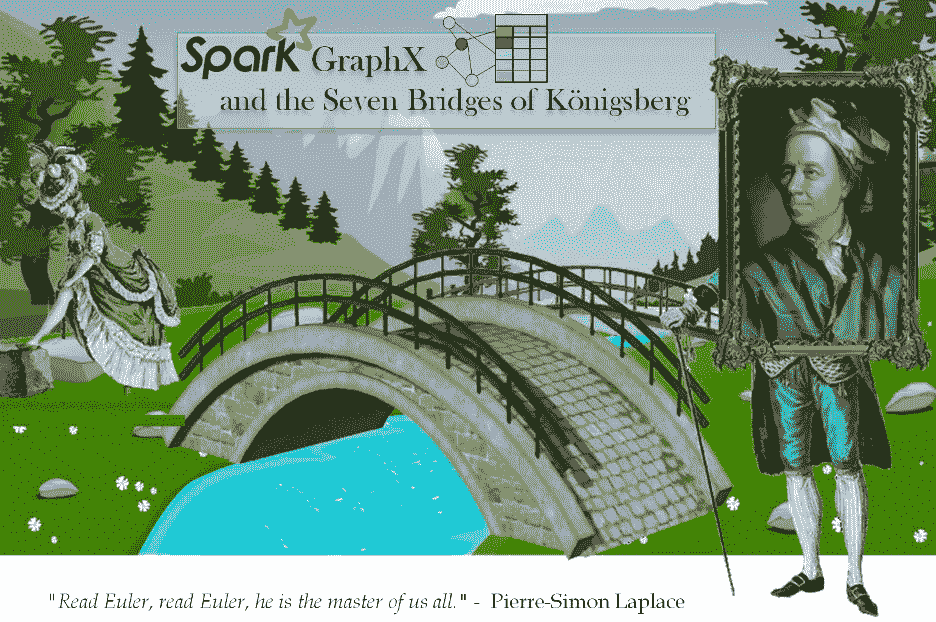 Spark GraphX
and the Seven Bridges of Königsberg
"Read Euler, read Euler, he is the master of us all." - Pierre-Simon Laplace